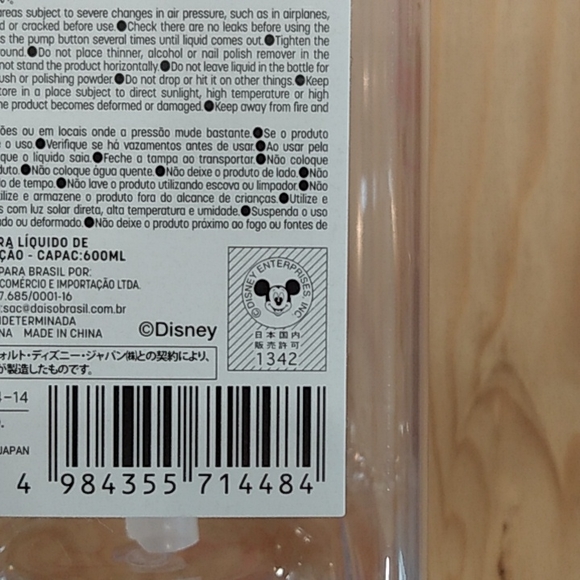 areas subject to severe changes in air pressure, such as in airplanes,
d or cracked before use.●Check there are no leaks before using the
s the pump button several times until liquid comes out.●Tighten the
ound.●Do not place thinner, alcohol or nail polish remover in the
not stand the product horizontally.●Do not leave liquid in the bottle for
ush or polishing powder.●Do not drop or hit it on other things.●Keep
tore in a place subject to direct sunlight, high temperature or high
he product becomes deformed or damaged.●Keep away from fire and
ões ou em locais onde a pressão mude bastante.●Se o produto
o uso.●Verifique se há vazamentos antes de usar.●Ao usar pela
que o líquido saia.●Feche a tampa ao transportar.●Não coloque
duto.●Não coloque água quente.●Não deixe o produto de lado.●Não
do de tempo.●Não lave o produto utilizando escova ou limpador.●Não
ilize e armazene o produto fora do alcance de crianças.●Utilize e
s com luz solar direta, alta temperatura e umidade.●Suspenda o uso
ado ou deformado.●Não deixe o produto próximo ao fogo ou fontes de
RA LÍQUIDO DE
ÇÃO - CAPAC:600ML
PARA BRASIL POR:
COMÉRCIO E IMPORTAÇÃO LTDA.
7.685/0001-16
:sac@daisobrasil.com.br
NDETERMINADA
NA MADE IN CHINA
©Disney
©DISNEY ENTERPRISES, INC.
日本国内
販売許可
1342
ォルト・ディズニー・ジャパン㈱との契約により、
が製造したものです。
4-14
JAPAN
4 984355 714484